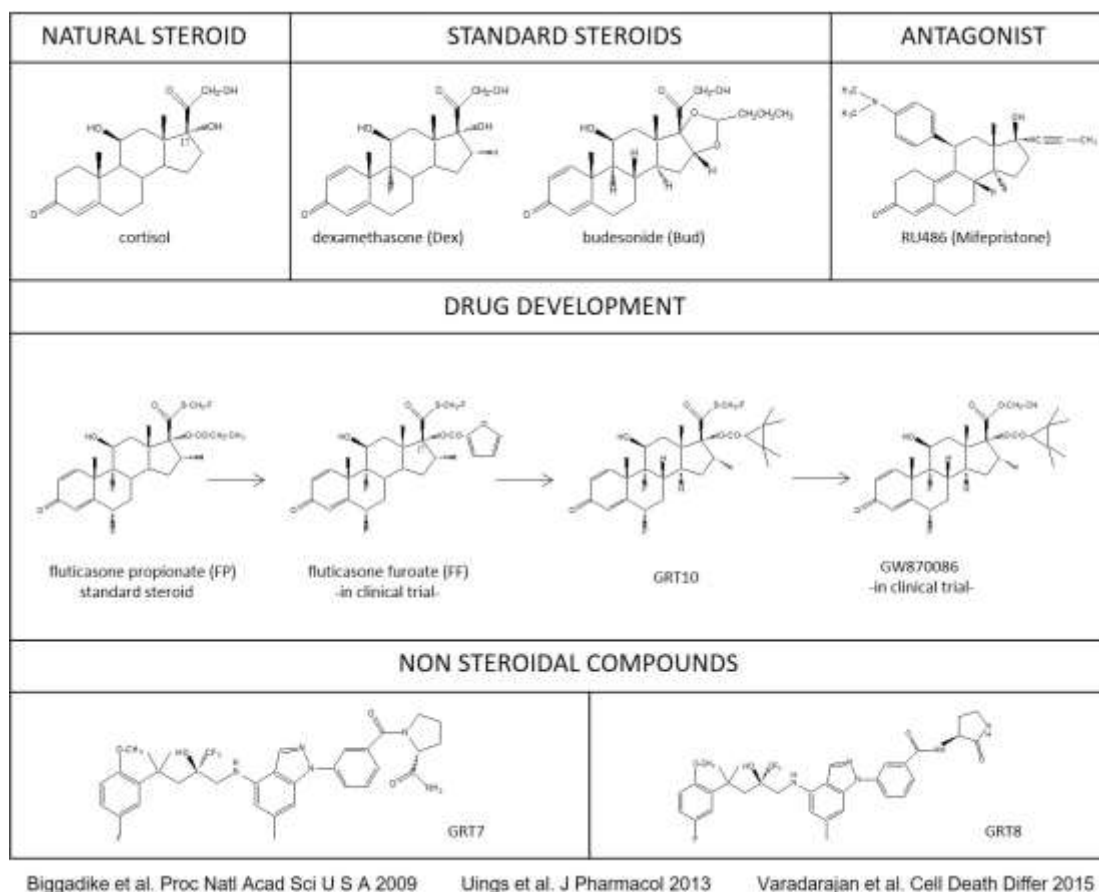 NATURAL STEROID
STANDARD STEROIDS
ANTAGONIST
cortisol
dexamethasone (Dex)
budesonide (Bud)
RU486 (Mifepristone)
DRUG DEVELOPMENT
fluticasone propionate (FP)
standard steroid
fluticasone furoate (FF)
-in clinical trial-
GRT10
GW870086
-in clinical trial-
NON STEROIDAL COMPOUNDS
GRT7
GRT8
Biggadike et al. Proc Natl Acad Sci U S A 2009 Uings et al. J Pharmacol 2013 Varadarajan et al. Cell Death Differ 2015